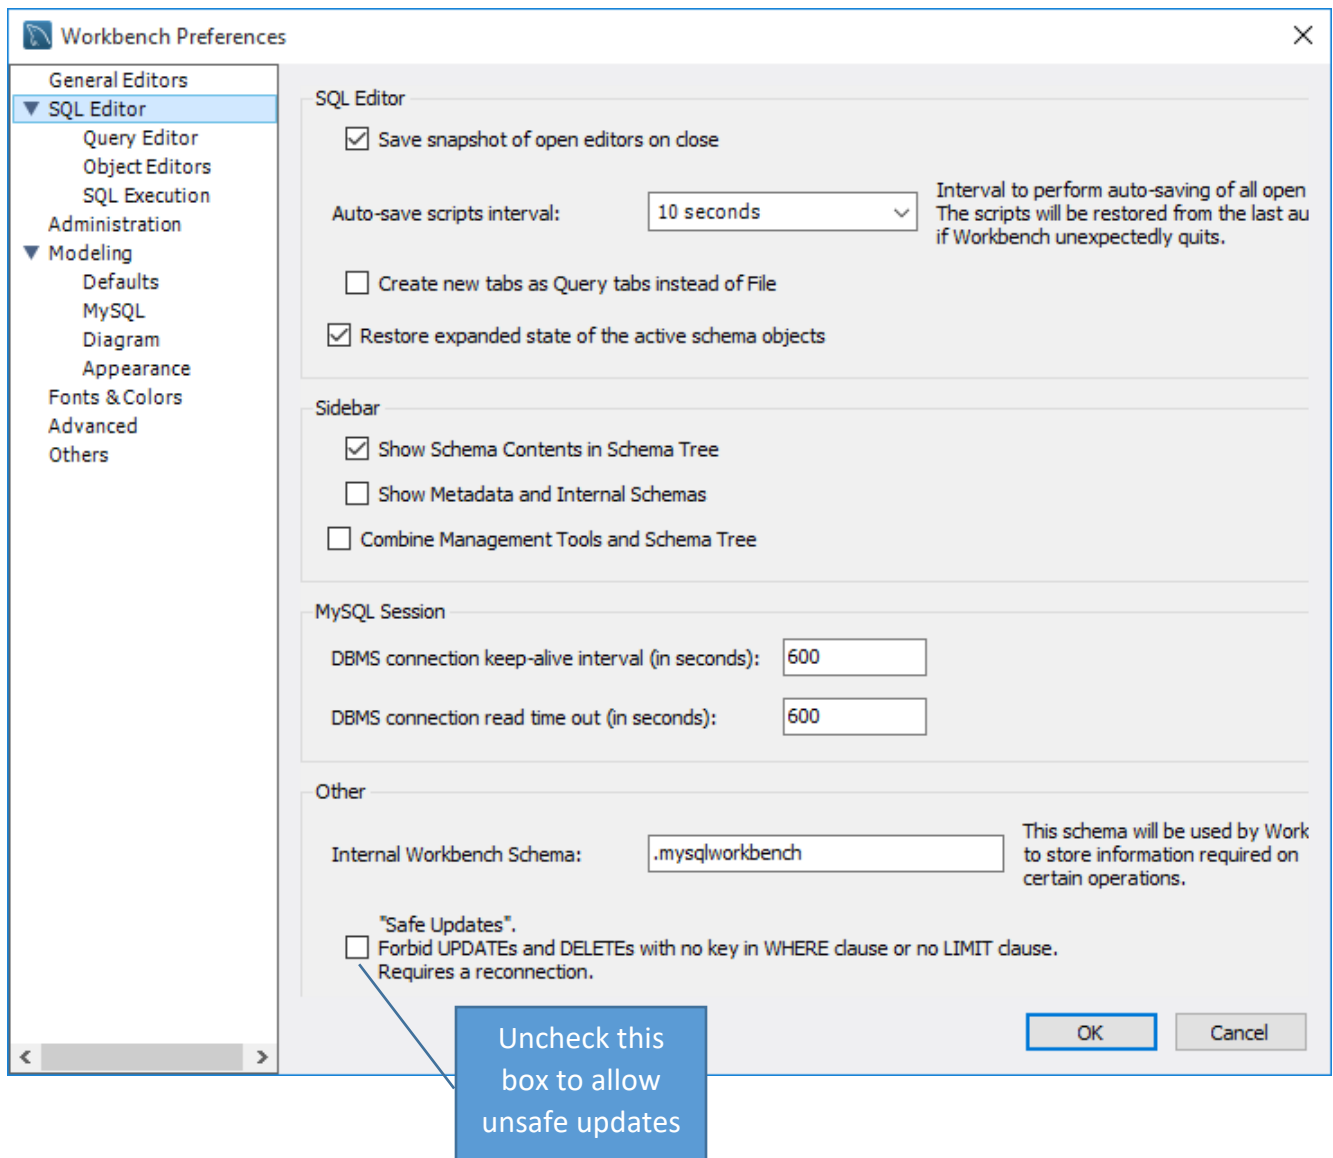 Workbench Preferences
General Editors
SQL Editor
Query Editor
Object Editors
SQL Execution
Administration
Modeling
Defaults
MySQL
Diagram
Appearance
Fonts & Colors
Advanced
Others
SQL Editor
Save snapshot of open editors on close
Auto-save scripts interval:
10 seconds
Interval to perform auto-saving of all open
The scripts will be restored from the last au
if Workbench unexpectedly quits.
Create new tabs as Query tabs instead of File
Restore expanded state of the active schema objects
Sidebar
Show Schema Contents in Schema Tree
Show Metadata and Internal Schemas
Combine Management Tools and Schema Tree
MySQL Session
DBMS connection keep-alive interval (in seconds):
600
DBMS connection read time out (in seconds):
600
Other
Internal Workbench Schema:
.mysqlworkbench
This schema will be used by Work
to store information required on
certain operations.
"Safe Updates".
Forbid UPDATEs and DELETEs with no key in WHERE clause or no LIMIT clause.
Requires a reconnection.
OK
Cancel
Uncheck this
box to allow
unsafe updates